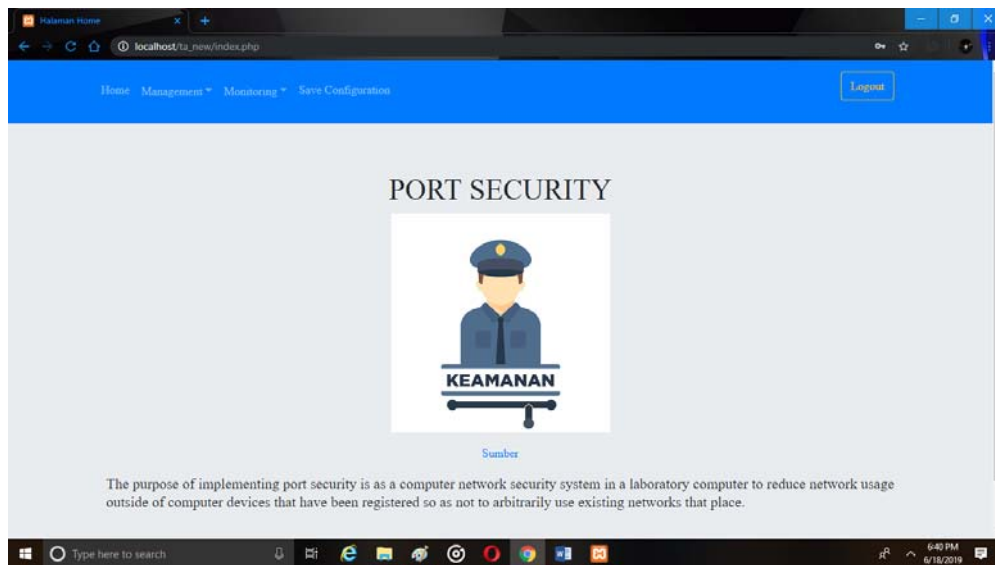 Halaman Home
localhost/ta_new/index.php
Home Management Monitoring Save Configuration Logout
PORT SECURITY
KEAMANAN
Sumber
The purpose of implementing port security is as a computer network security system in a laboratory computer to reduce network usage
outside of computer devices that have been registered so as not to arbitrarily use existing networks that place.
Type here to search
6:40 PM
6/18/2019